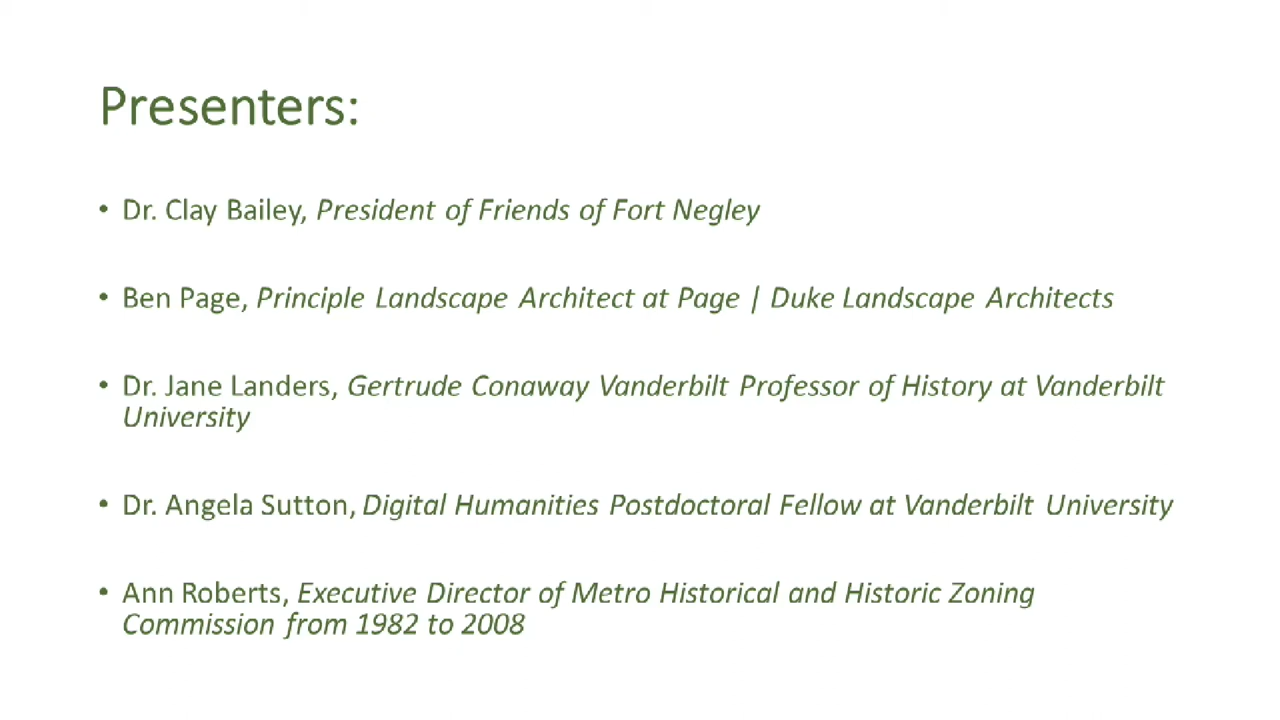 Presenters:
• Dr. Clay Bailey, President of Friends of Fort Negley
• Ben Page, Principle Landscape Architect at Page | Duke Landscape Architects
• Dr. Jane Landers, Gertrude Conaway Vanderbilt Professor of History at Vanderbilt
University
• Dr. Angela Sutton, Digital Humanities Postdoctoral Fellow at Vanderbilt University
• Ann Roberts, Executive Director of Metro Historical and Historic Zoning
Commission from 1982 to 2008